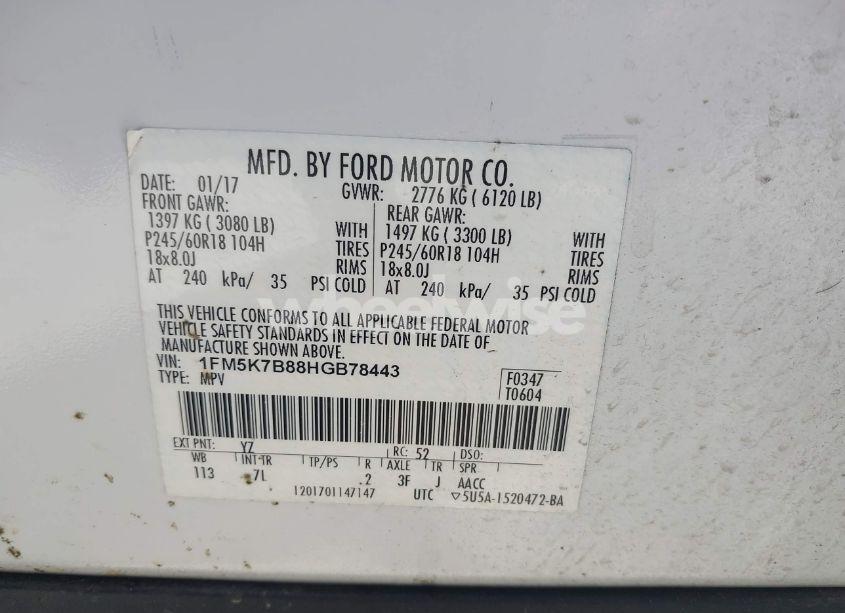 MFD. BY FORD MOTOR CO.
DATE: 01/17 GVWR: 2776 KG ( 6120 LB)
FRONT GAWR: REAR GAWR:
1397 KG ( 3080 LB) WITH 1497 KG ( 3300 LB) WITH
P245/60R18 104H TIRES P245/60R18 104H TIRES
18x8.0J RIMS 18x8.0J RIMS
AT 240 kPa/ 35 PSI COLD AT 240 kPa/ 35 PSI COLD
wheelwise
THIS VEHICLE CONFORMS TO ALL APPLICABLE FEDERAL MOTOR
VEHICLE SAFETY STANDARDS IN EFFECT ON THE DATE OF
MANUFACTURE SHOWN ABOVE.
VIN: 1FM5K7B88HGB78443
TYPE: MPV
F0347
T0604
EXT PNT: YZ RC: 52 DSO:
WB INT TR TP/PS R AXLE TR SPR
113 7L .2 3F J AACC
1201701147147 UTC ▽5U5A-1520472-BA